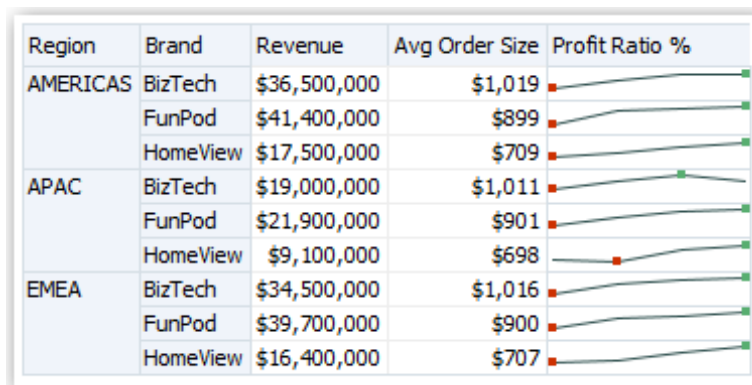 Region Brand Revenue Avg Order Size Profit Ratio %
AMERICAS BizTech $36,500,000 $1,019
FunPod $41,400,000 $899
HomeView $17,500,000 $709
APAC BizTech $19,000,000 $1,011
FunPod $21,900,000 $901
HomeView $9,100,000 $698
EMEA BizTech $34,500,000 $1,016
FunPod $39,700,000 $900
HomeView $16,400,000 $707